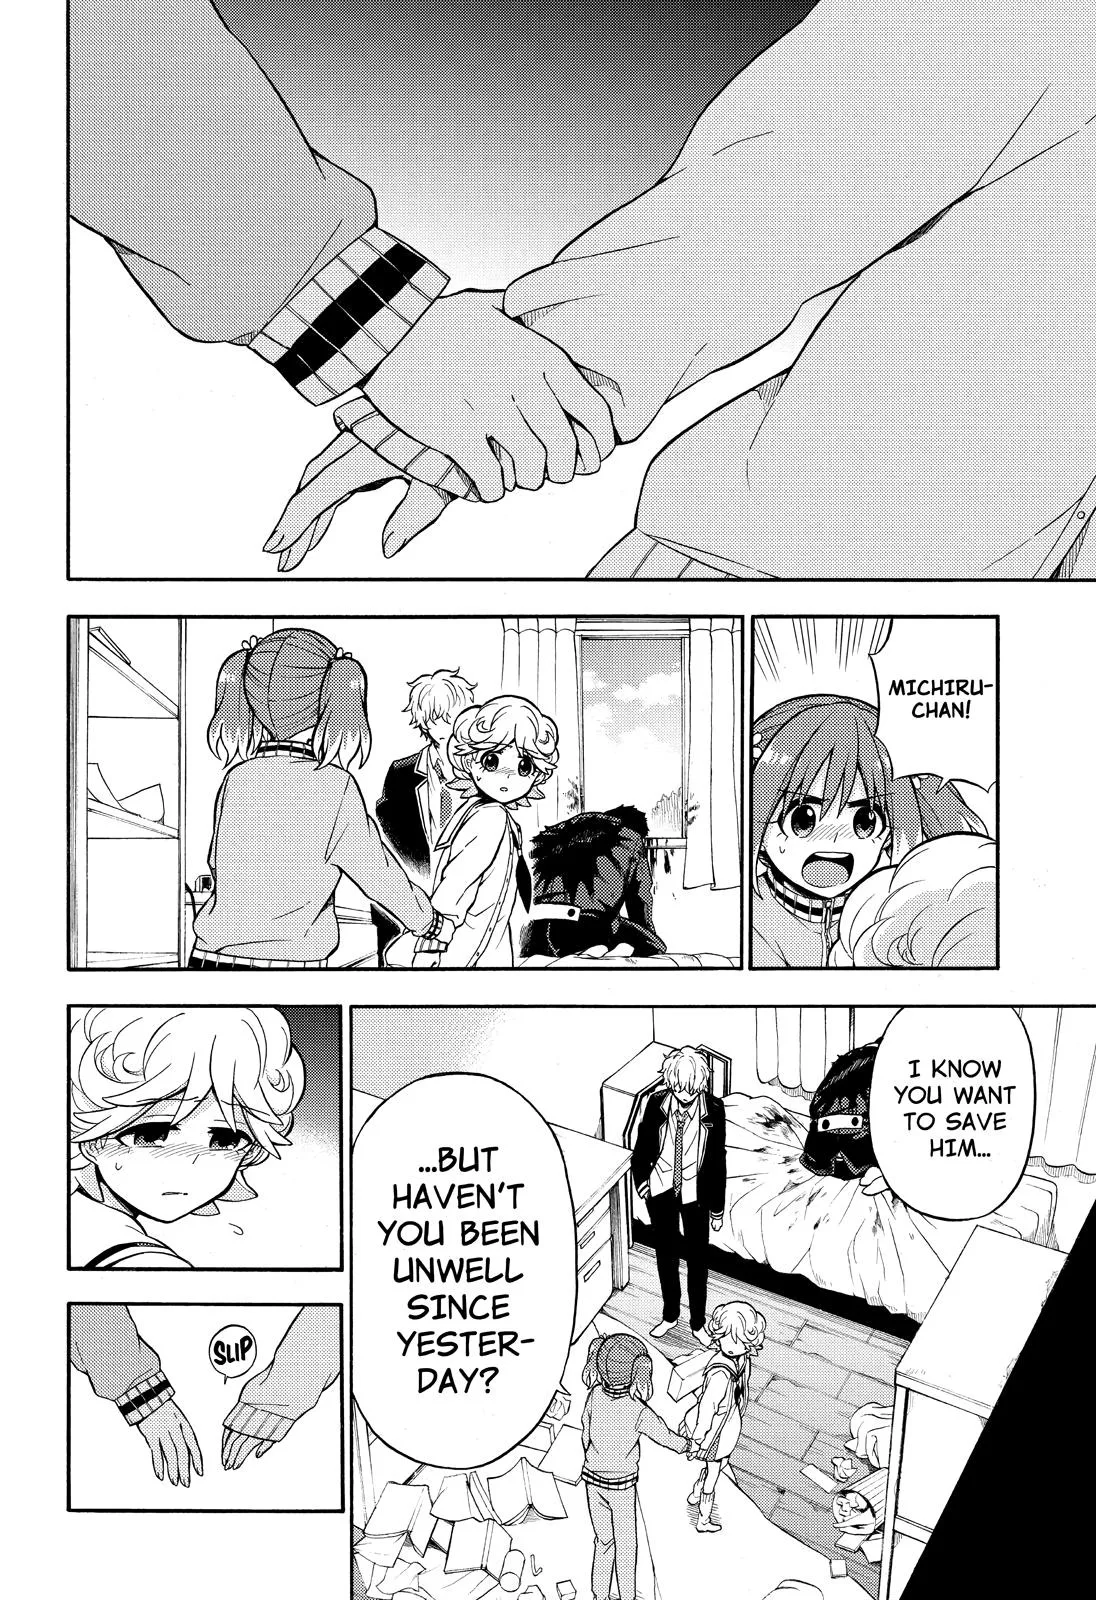 MICHIRU-
CHAN!
I KNOW
YOU WANT
TO SAVE
HIM...
...BUT
HAVEN'T
YOU BEEN
UNWELL
SINCE
YESTER-
DAY?
SLIP